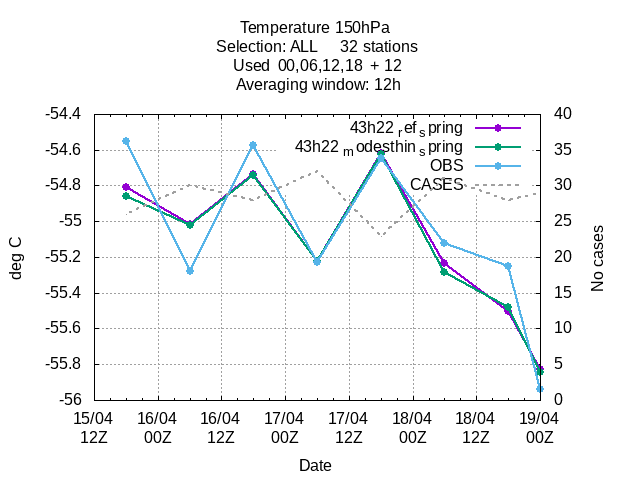 Temperature 150hPa
Selection: ALL 32 stations
Used 00,06,12,18 + 12
Averaging window: 12h
43h22 ref spring
43h22 modesthin spring
OBS
CASES
-54.4
-54.6
-54.8
-55
-55.2
-55.4
-55.6
-55.8
-56
40
35
30
25
20
15
10
5
0
deg C
No cases
15/04 16/04 16/04 17/04 17/04 18/04 18/04 19/04
12Z 00Z 12Z 00Z 12Z 00Z 12Z 00Z
Date